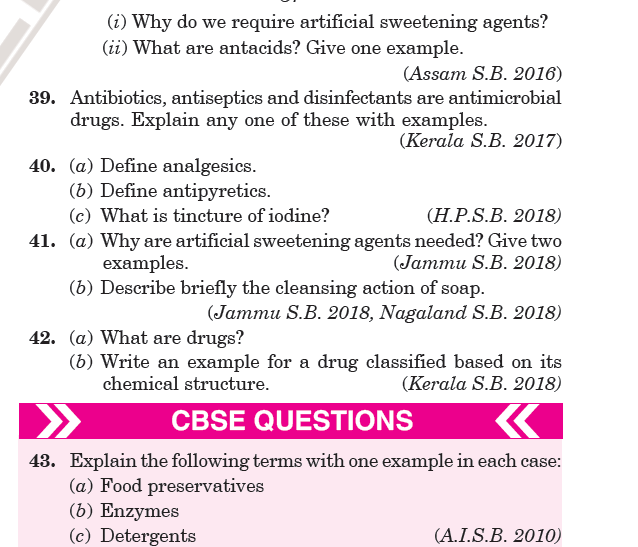 (i) Why do we require artificial sweetening agents?
(ii) What are antacids? Give one example.
(Assam S.B. 2016)
39. Antibiotics, antiseptics and disinfectants are antimicrobial
drugs. Explain any one of these with examples.
(Kerala S.B. 2017)
40. (a) Define analgesics.
(b) Define antipyretics.
(c) What is tincture of iodine? (H.P.S.B. 2018)
41. (a) Why are artificial sweetening agents needed? Give two
examples. (Jammu S.B. 2018)
(b) Describe briefly the cleansing action of soap.
(Jammu S.B. 2018, Nagaland S.B. 2018)
42. (a) What are drugs?
(b) Write an example for a drug classified based on its
chemical structure. (Kerala S.B. 2018)
CBSE QUESTIONS
43. Explain the following terms with one example in each case:
(a) Food preservatives
(b) Enzymes
(c) Detergents (A.I.S.B. 2010)